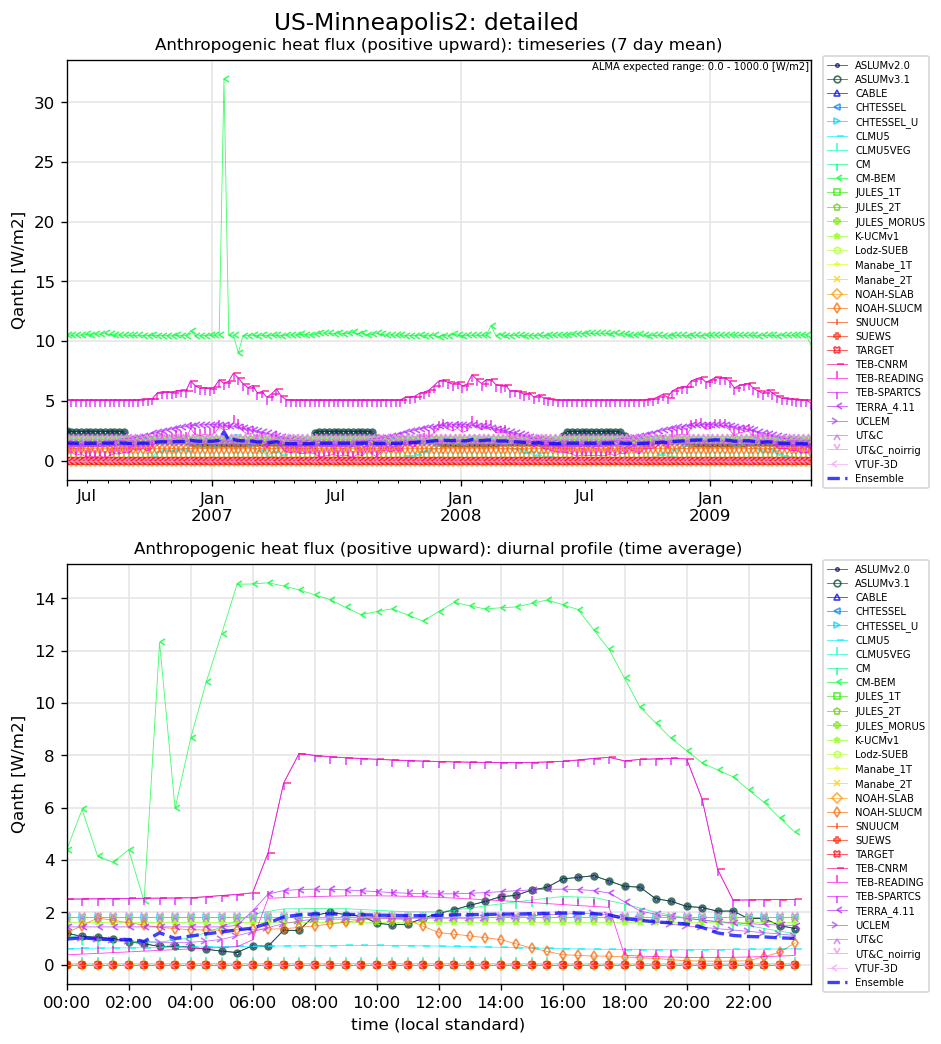 US-Minneapolis2: detailed
Anthropogenic heat flux (positive upward): timeseries (7 day mean)
ALMA expected range: 0.0 - 1000.0 [W/m2]
Qanth [W/m2]
30
25
20
15
10
5
0
Jul
Jan
2007
Jul
Jan
2008
Jul
Jan
2009
ASLUMv2.0
ASLUMv3.1
CABLE
CHTESSEL
CHTESSEL_U
CLMU5
CLMU5VEG
CM
CM-BEM
JULES_1T
JULES_2T
JULES_MORUS
K-UCMv1
Lodz-SUEB
Manabe_1T
Manabe_2T
NOAH-SLAB
NOAH-SLUCM
SNUUCM
SUEWS
TARGET
TEB-CNRM
TEB-READING
TEB-SPARTCS
TERRA_4.11
UCLEM
UT&C
UT&C_noirrig
VTUF-3D
Ensemble
Anthropogenic heat flux (positive upward): diurnal profile (time average)
Qanth [W/m2]
14
12
10
8
6
4
2
0
00:00
02:00
04:00
06:00
08:00
10:00
12:00
14:00
16:00
18:00
20:00
22:00
time (local standard)
ASLUMv2.0
ASLUMv3.1
CABLE
CHTESSEL
CHTESSEL_U
CLMU5
CLMU5VEG
CM
CM-BEM
JULES_1T
JULES_2T
JULES_MORUS
K-UCMv1
Lodz-SUEB
Manabe_1T
Manabe_2T
NOAH-SLAB
NOAH-SLUCM
SNUUCM
SUEWS
TARGET
TEB-CNRM
TEB-READING
TEB-SPARTCS
TERRA_4.11
UCLEM
UT&C
UT&C_noirrig
VTUF-3D
Ensemble